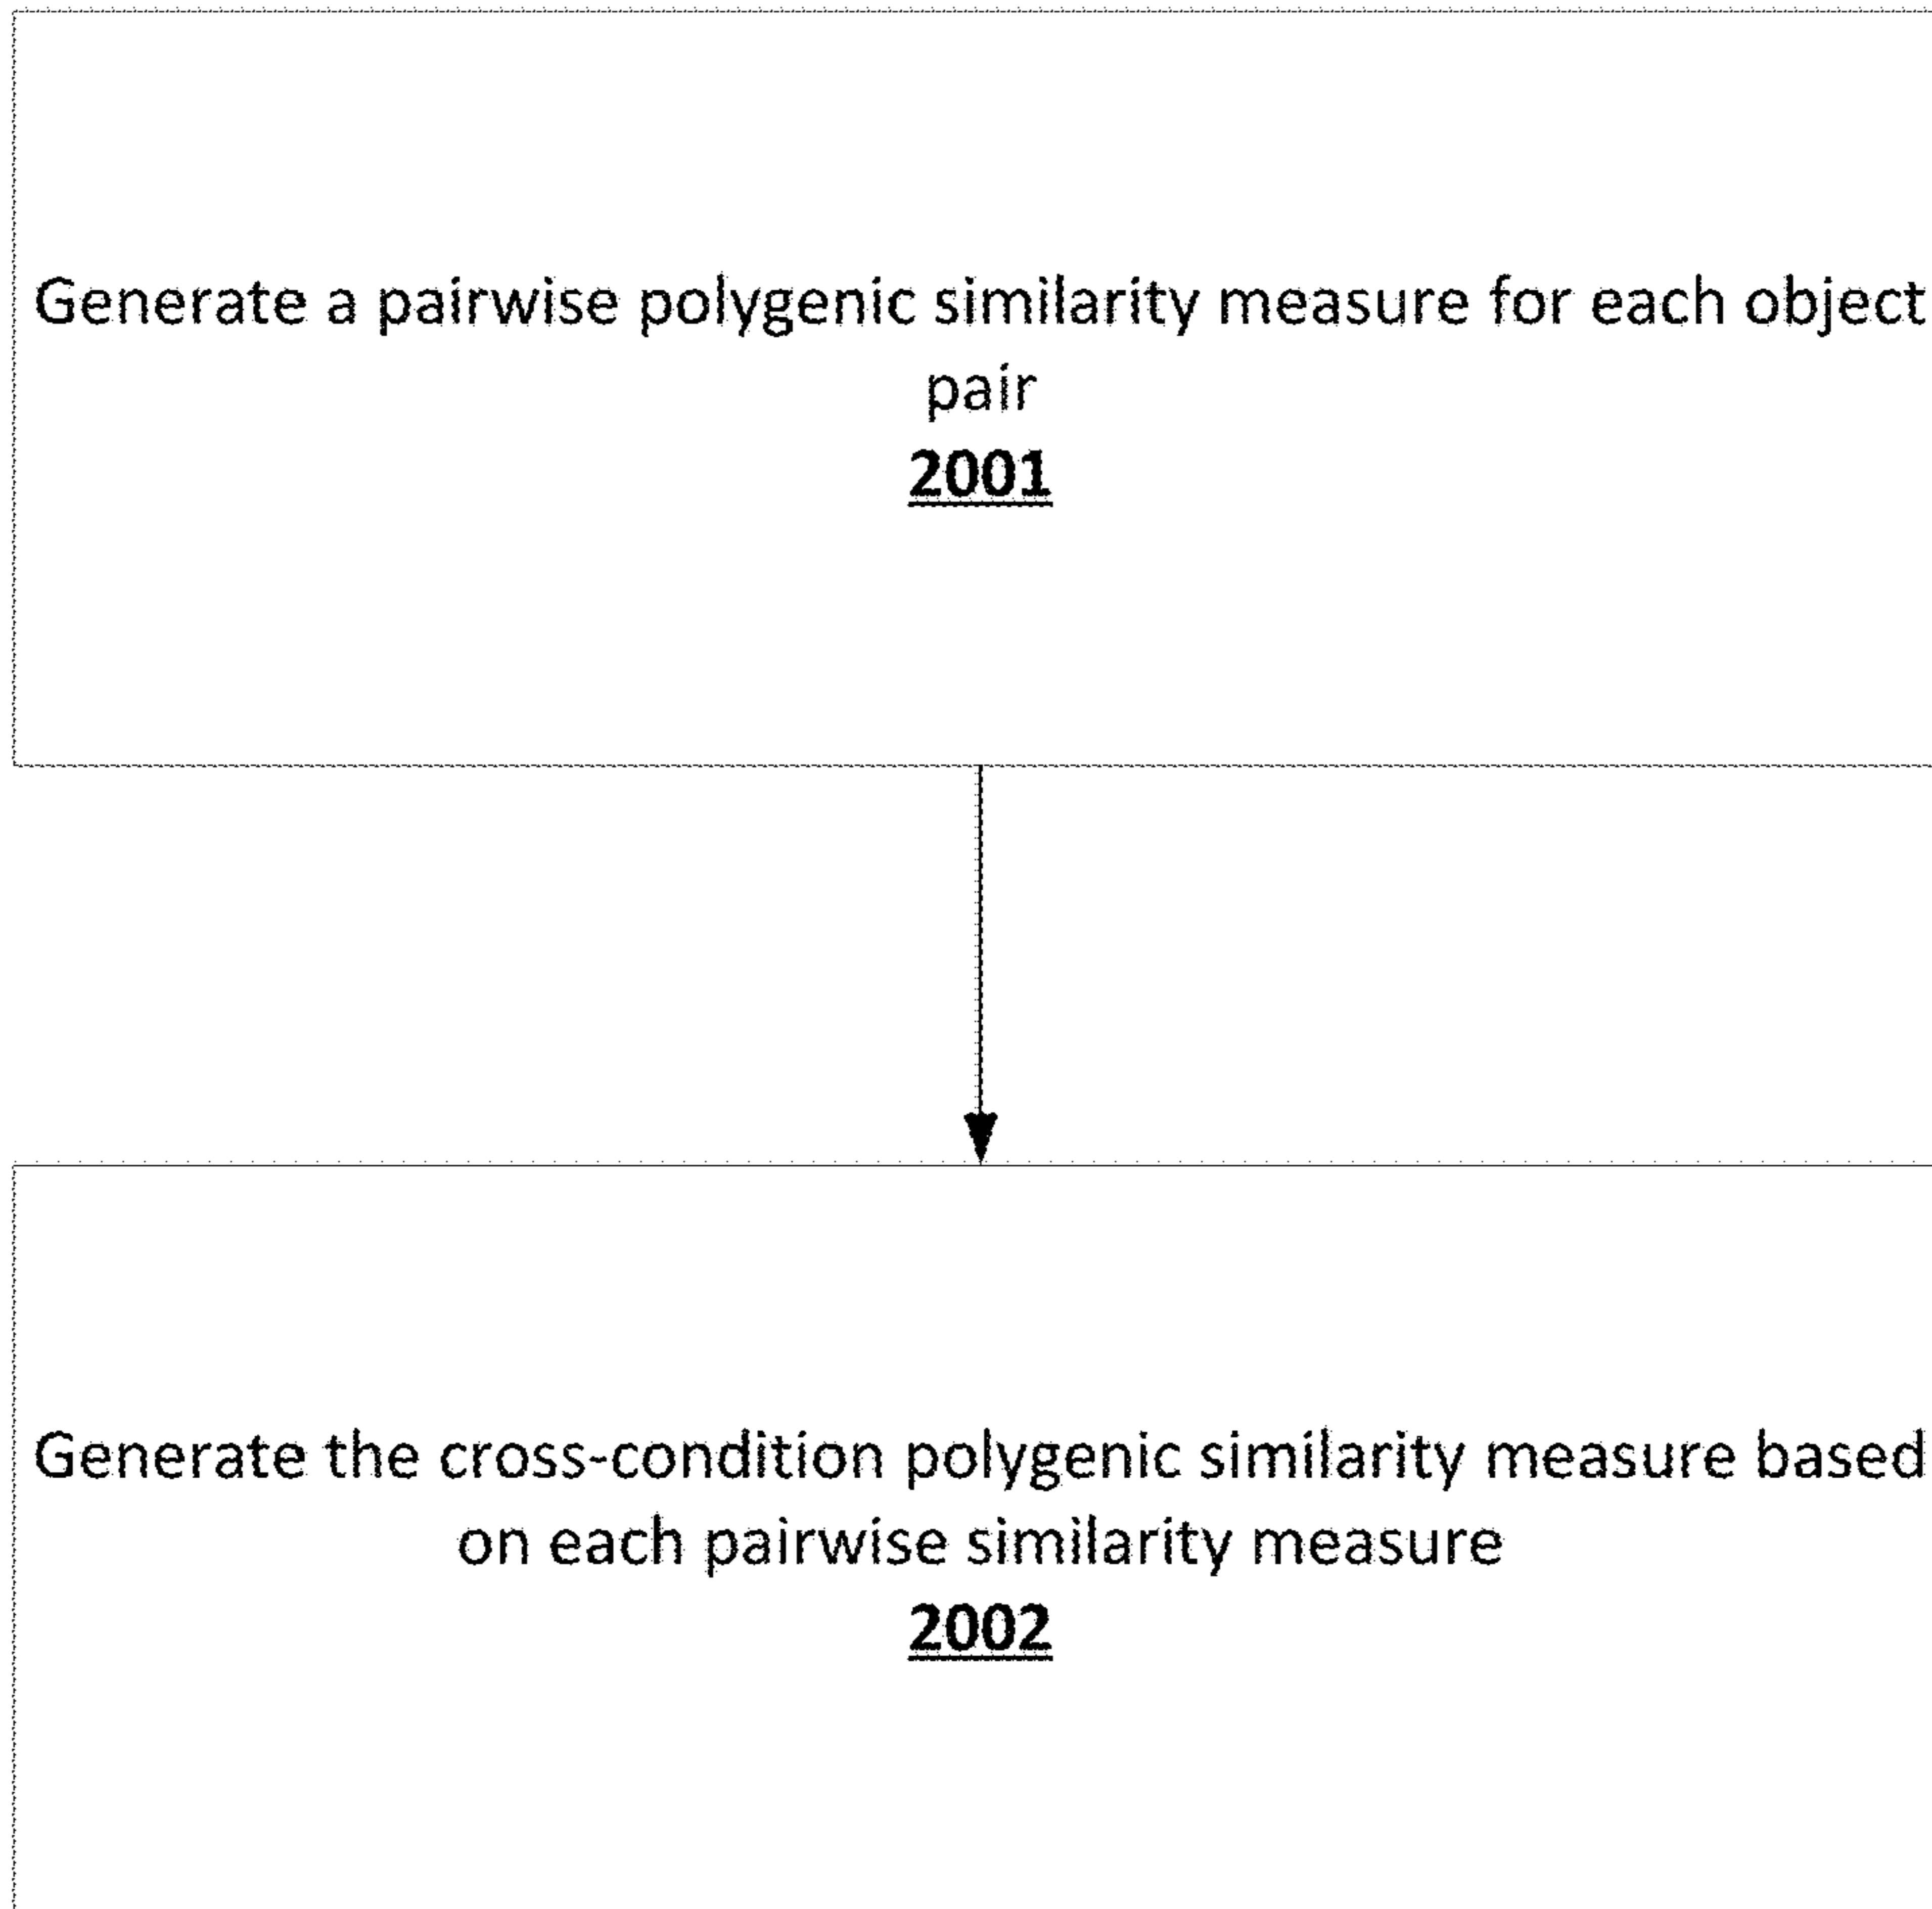 Generate a pairwise polygenic similarity measure for each object
pair
2001
Generate the cross-condition polygenic similarity measure based
on each pairwise similarity measure
2002